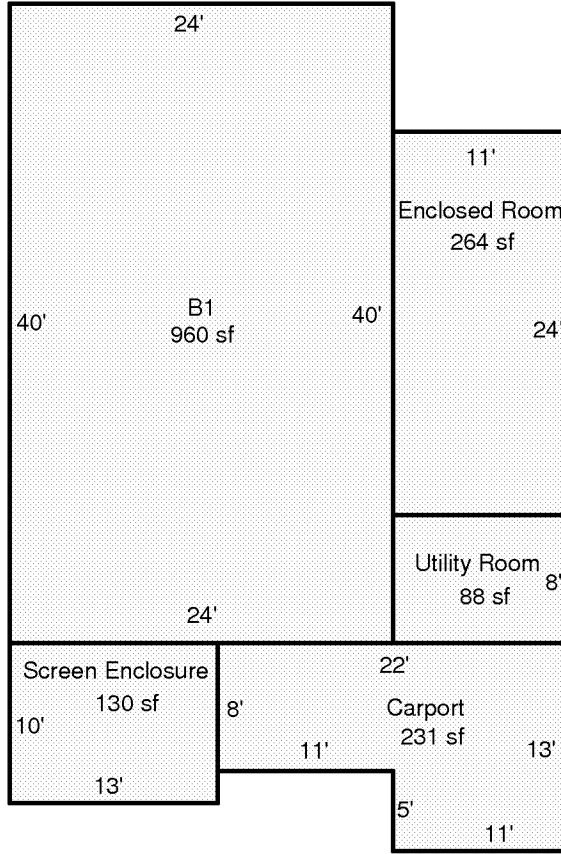 24'
11'
Enclosed Room
264 sf
B1
960 sf
40'
40'
24'
Utility Room
88 sf
8'
24'
Screen Enclosure
130 sf
10'
13'
22'
8'
Carport
231 sf
11'
13'
5'
11'